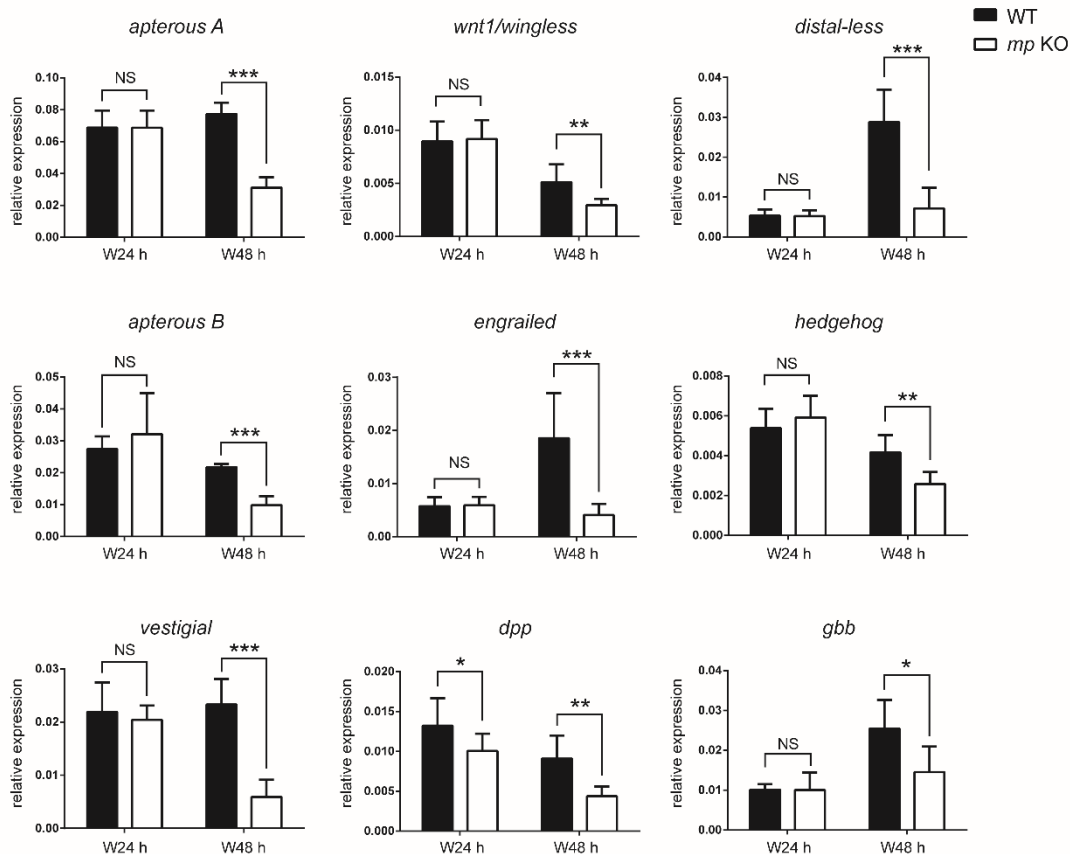 WT
mp KO
apterous A
wnt1/wingless
distal-less
relative expression
0.10
0.08
0.06
0.04
0.02
0.00
NS
***
W24 h
W48 h
relative expression
0.015
0.010
0.005
0.000
NS
**
W24 h
W48 h
relative expression
0.04
0.03
0.02
0.01
0.00
NS
***
W24 h
W48 h
apterous B
engrailed
hedgehog
relative expression
0.05
0.04
0.03
0.02
0.01
0.00
NS
***
W24 h
W48 h
relative expression
0.03
0.02
0.01
0.00
NS
***
W24 h
W48 h
relative expression
0.008
0.006
0.004
0.002
0.000
NS
**
W24 h
W48 h
vestigial
dpp
gbb
relative expression
0.03
0.02
0.01
0.00
NS
***
W24 h
W48 h
relative expression
0.020
0.015
0.010
0.005
0.000
*
**
W24 h
W48 h
relative expression
0.04
0.03
0.02
0.01
0.00
NS
*
W24 h
W48 h